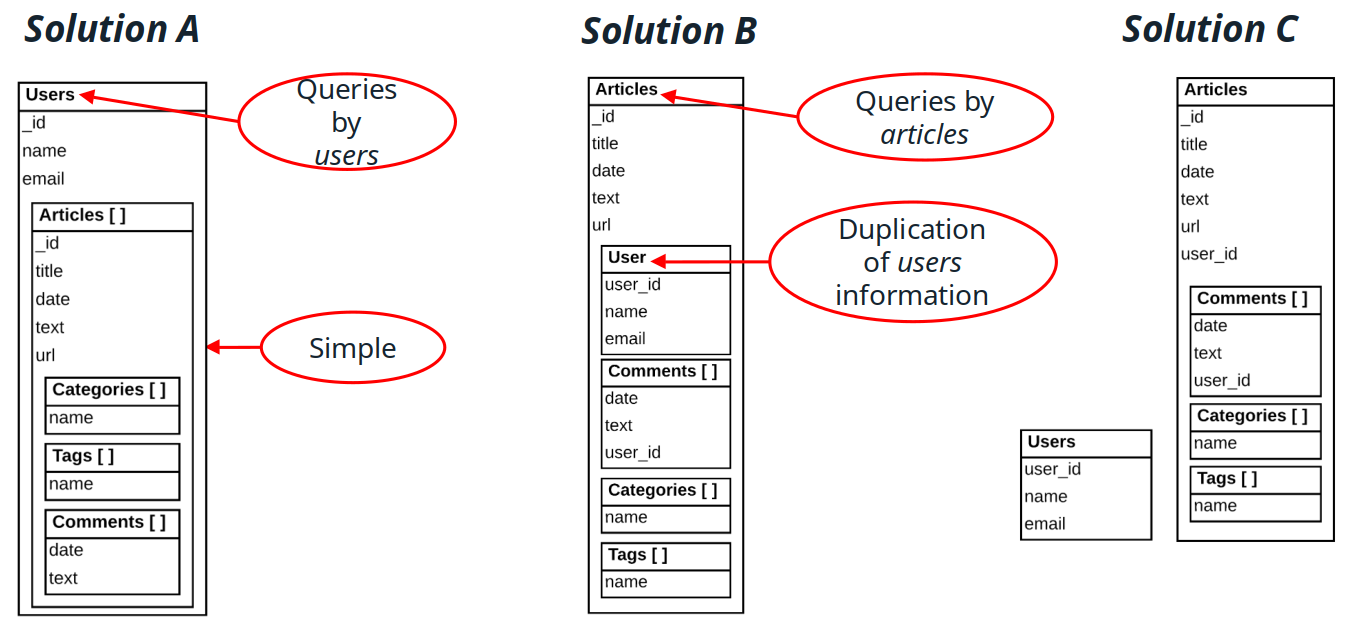 Solution A
Users
_id
name
email
Articles [ ]
_id
title
date
text
url
Categories [ ]
name
Tags [ ]
name
Comments [ ]
date
text
Queries
by
users
Simple
Solution B
Articles
_id
title
date
text
url
User
user_id
name
email
Comments [ ]
date
text
user_id
Categories [ ]
name
Tags [ ]
name
Queries by
articles
Duplication
of users
information
Solution C
Users
user_id
name
email
Articles
_id
title
date
text
url
user_id
Comments [ ]
date
text
user_id
Categories [ ]
name
Tags [ ]
name